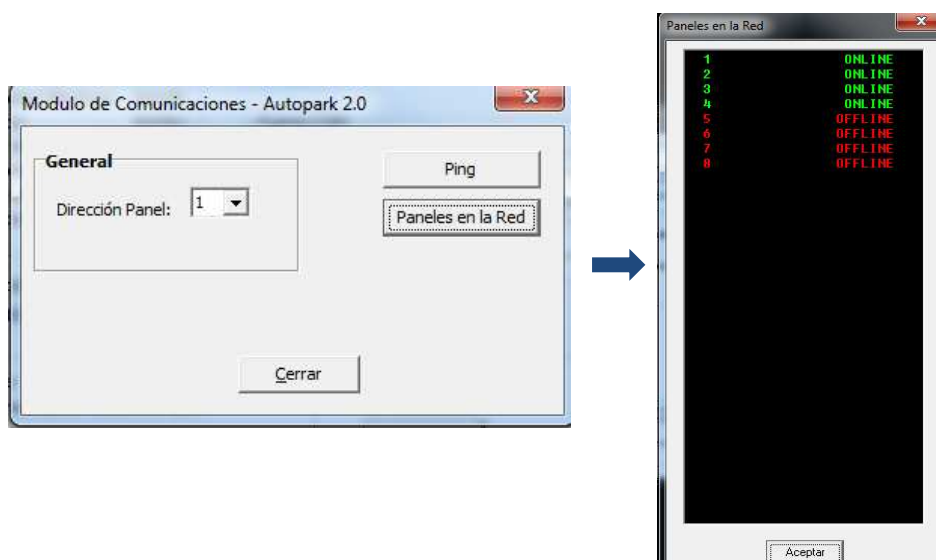 Modulo de Comunicaciones - Autopark 2.0
General
Dirección Panel: 1
Ping
Paneles en la Red
Cerrar
Paneles en la Red
1 ONLINE
2 ONLINE
3 ONLINE
4 ONLINE
5 OFFLINE
6 OFFLINE
7 OFFLINE
8 OFFLINE
Aceptar